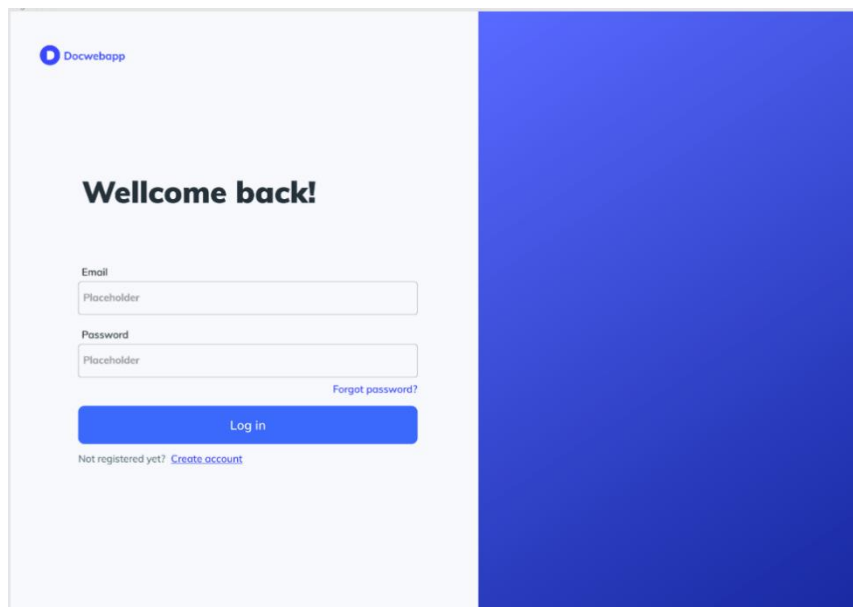 Docwebapp
Wellcome back!
Email
Placeholder
Password
Placeholder
Forgot password?
Log in
Not registered yet? Create account